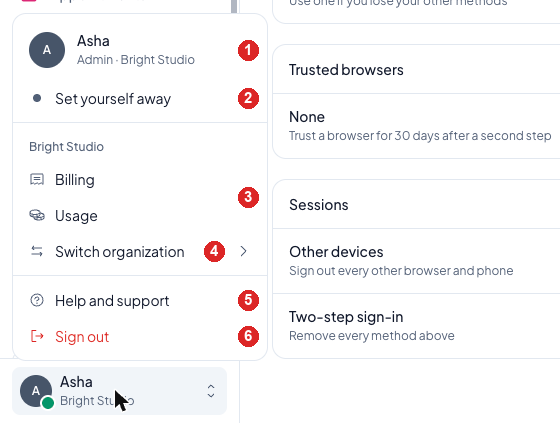 Use one if you lose your other methods
A
Asha
Admin · Bright Studio
1
Set yourself away
2
Bright Studio
Billing
3
Usage
Switch organization
4
Help and support
5
Sign out
6
A
Asha
Bright
Trusted browsers
None
Trust a browser for 30 days after a second step
Sessions
Other devices
Sign out every other browser and phone
Two-step sign-in
Remove every method above